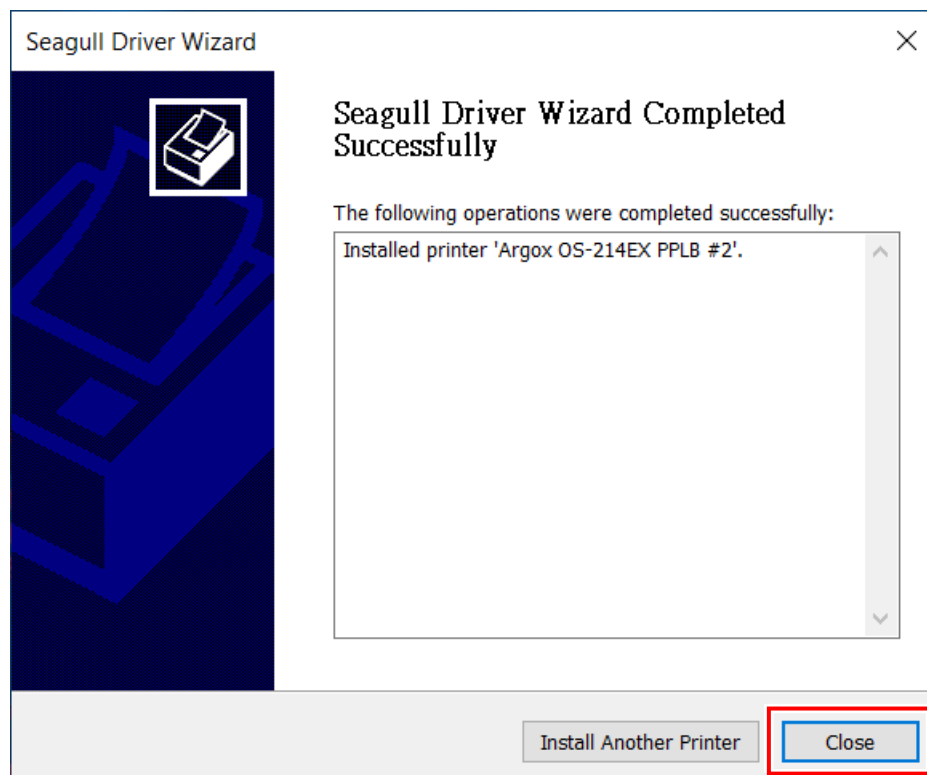 Seagull Driver Wizard
Seagull Driver Wizard Completed
Successfully
The following operations were completed successfully:
Installed printer 'Argox OS-214EX PPLB #2'.
Install Another Printer
Close